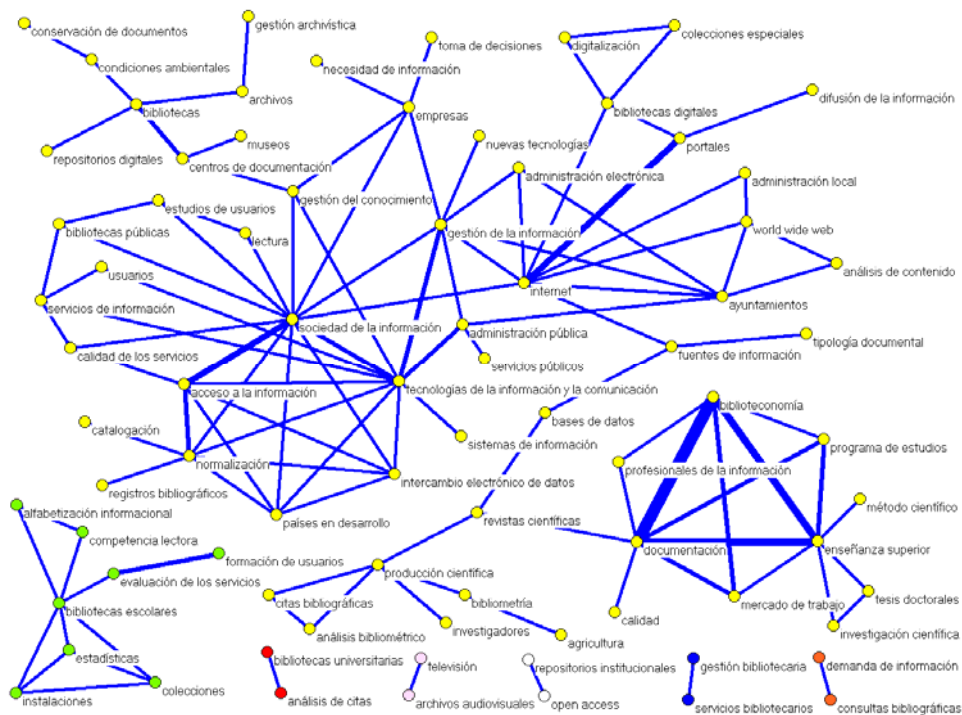 gestión archivística
conservación de documentos
toma de decisiones
digitalización
colecciones especiales
condiciones ambientales
necesidad de información
archivos
bibliotecas
empresas
bibliotecas digitales
difusión de la información
museos
nuevas tecnologías
portales
repositorios digitales
centros de documentación
administración electrónica
administración local
estudios de usuarios
gestión del conocimiento
bibliotecas públicas
lectura
gestión de la información
world wide web
usuarios
análisis de contenido
internet
servicios de información
ayuntamientos
sociedad de la información
administración pública
calidad de los servicios
servicios públicos
fuentes de información
tipología documental
acceso a la información
tecnologías de la información y la comunicación
biblioteconomía
catalogación
bases de datos
sistemas de información
programa de estudios
normalización
profesionales de la información
registros bibliográficos
intercambio electrónico de datos
método científico
alfabetización informacional
países en desarrollo
revistas científicas
competencia lectora
documentación
enseñanza superior
formación de usuarios
evaluación de los servicios
producción científica
bibliotecas escolares
citas bibliográficas
bibliometría
mercado de trabajo
tesis doctorales
calidad
análisis bibliométrico
investigadores
agricultura
investigación científica
estadísticas
bibliotecas universitarias
televisión
repositorios institucionales
gestión bibliotecaria
demanda de información
instalaciones
colecciones
análisis de citas
archivos audiovisuales
open access
servicios bibliotecarios
consultas bibliográficas